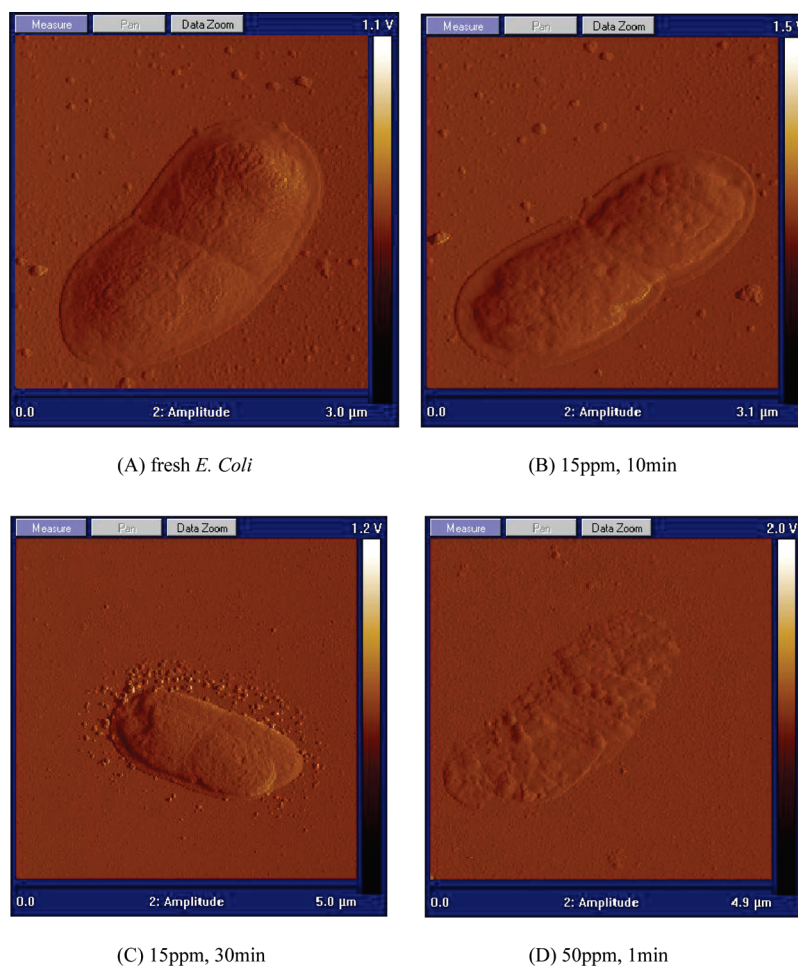 Measure Pan Data Zoom 1.1 V
0.0 2: Amplitude 3.0 µm
(A) fresh E. Coli
Measure Pan Data Zoom 1.5 V
0.0 2: Amplitude 3.1 µm
(B) 15ppm, 10min
Measure Pan Data Zoom 1.2 V
0.0 2: Amplitude 5.0 µm
(C) 15ppm, 30min
Measure Pan Data Zoom 2.0 V
0.0 2: Amplitude 4.9 µm
(D) 50ppm, 1min